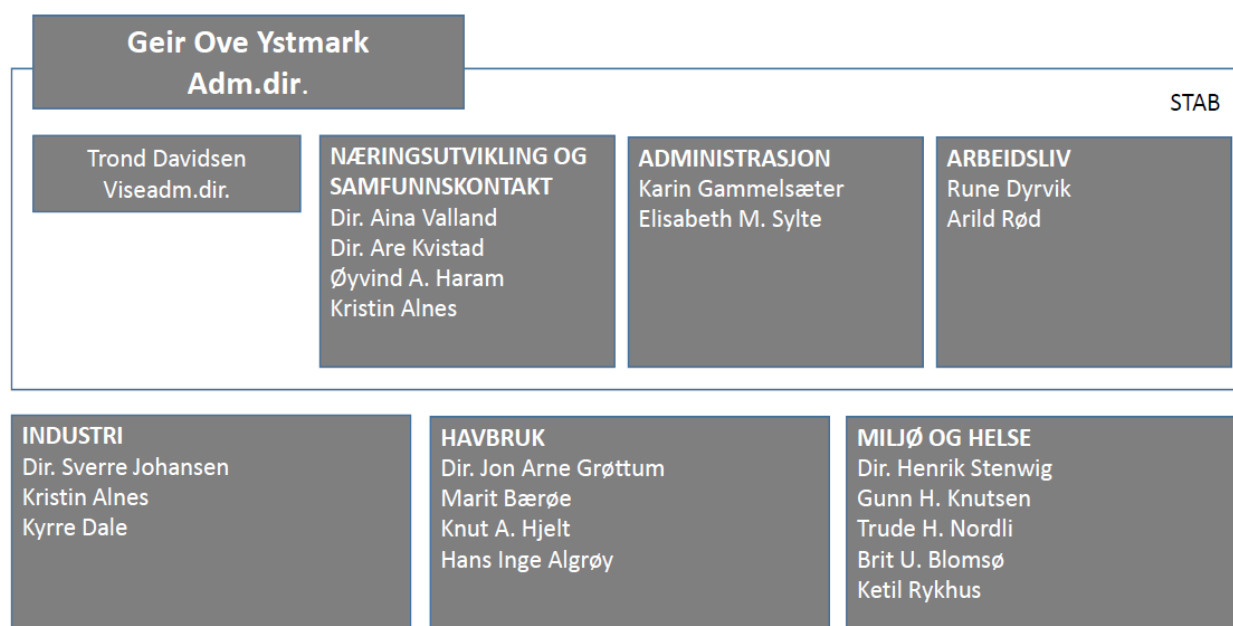 Geir Ove Ystmark
Adm.dir.
STAB
Trond Davidsen
Viseadm.dir.
NÆRINGSUTVIKLING OG
SAMFUNNSKONTAKT
Dir. Aina Valland
Dir. Are Kvistad
Øyvind A. Haram
Kristin Alnes
ADMINISTRASJON
Karin Gammelsæter
Elisabeth M. Sylte
ARBEIDSLIV
Rune Dyrvik
Arild Rød
INDUSTRI
Dir. Sverre Johansen
Kristin Alnes
Kyrre Dale
HAVBRUK
Dir. Jon Arne Grøttum
Marit Bærøe
Knut A. Hjelt
Hans Inge Algrøy
MILJØ OG HELSE
Dir. Henrik Stenwig
Gunn H. Knutsen
Trude H. Nordli
Brit U. Blomsø
Ketil Rykhus